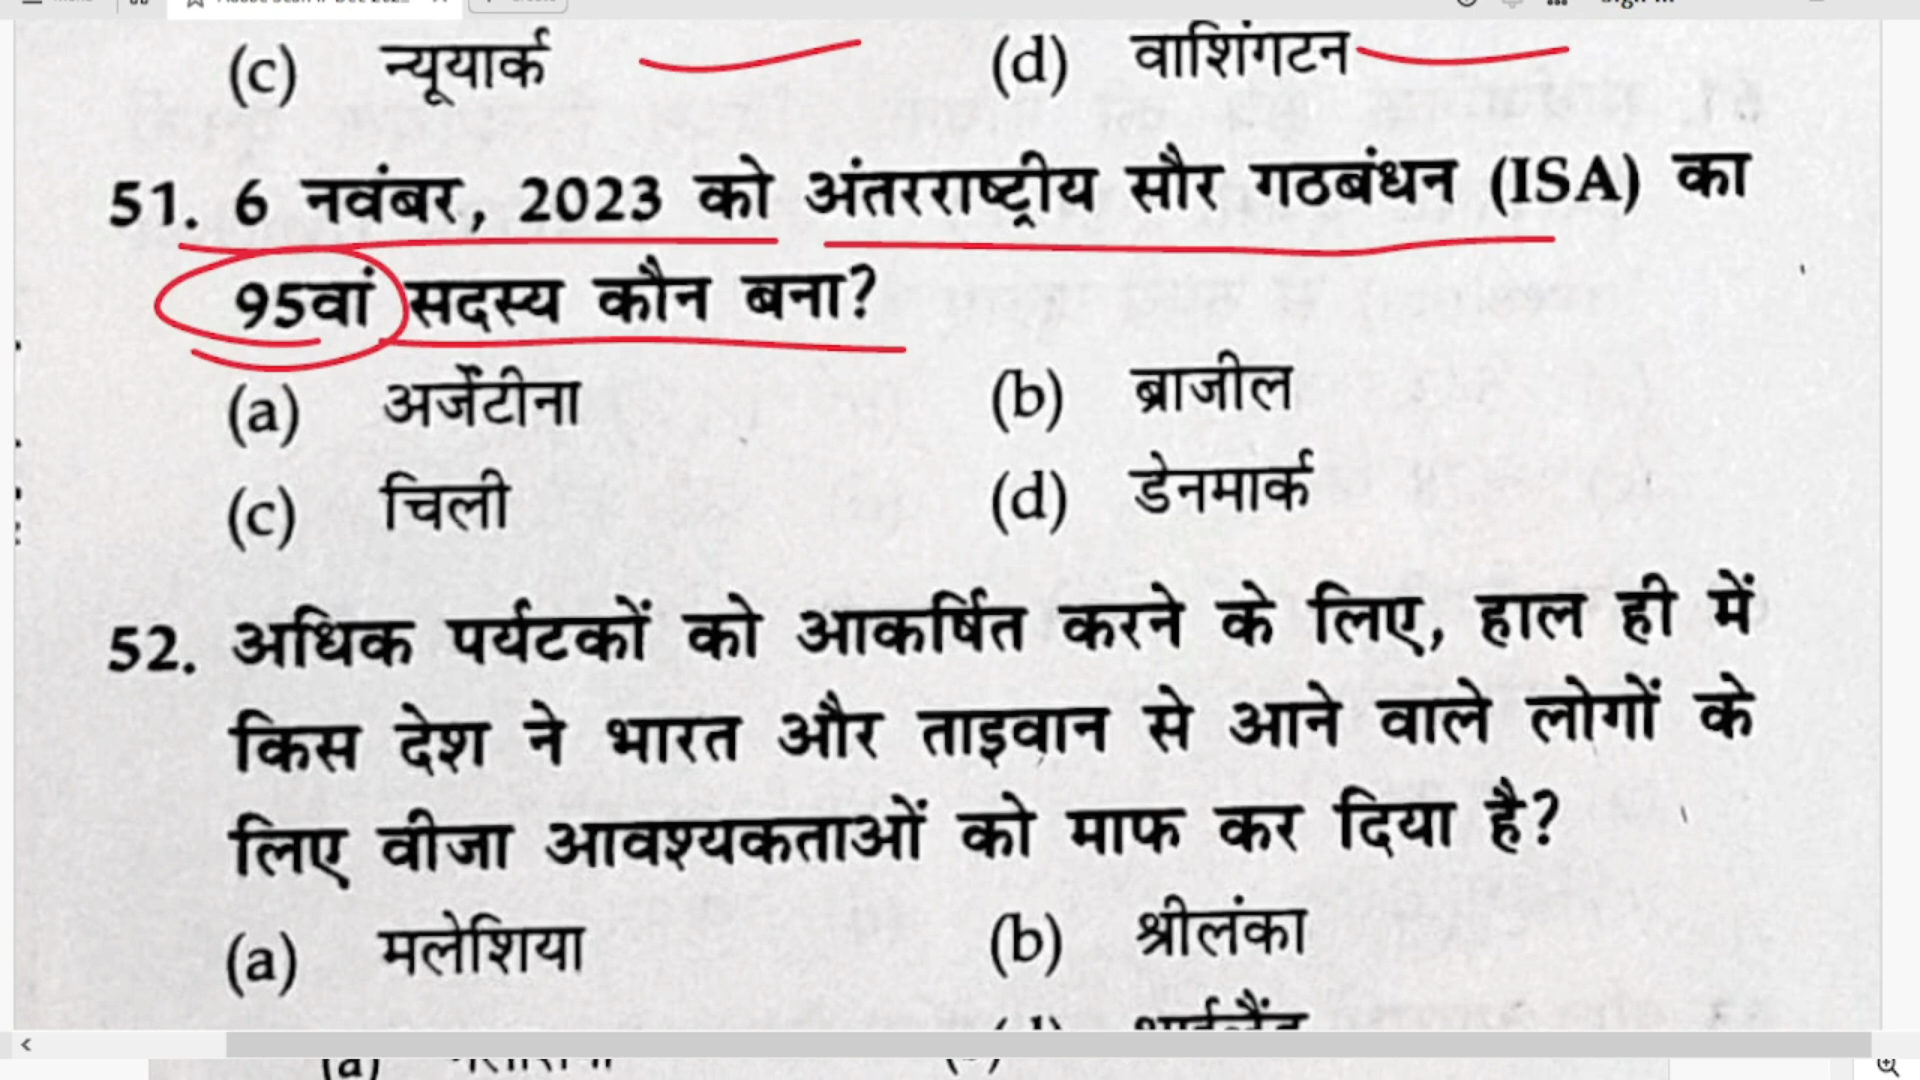 (c) न्यूयार्क (d) वाशिंगटन
51. 6 नवंबर, 2023 को अंतरराष्ट्रीय सौर गठबंधन (ISA) का
95वां सदस्य कौन बना?
(a) अर्जेंटीना (b) ब्राजील
(c) चिली (d) डेनमार्क
52. अधिक पर्यटकों को आकर्षित करने के लिए, हाल ही में
किस देश ने भारत और ताइवान से आने वाले लोगों के
लिए वीजा आवश्यकताओं को माफ कर दिया है?
(a) मलेशिया (b) श्रीलंका